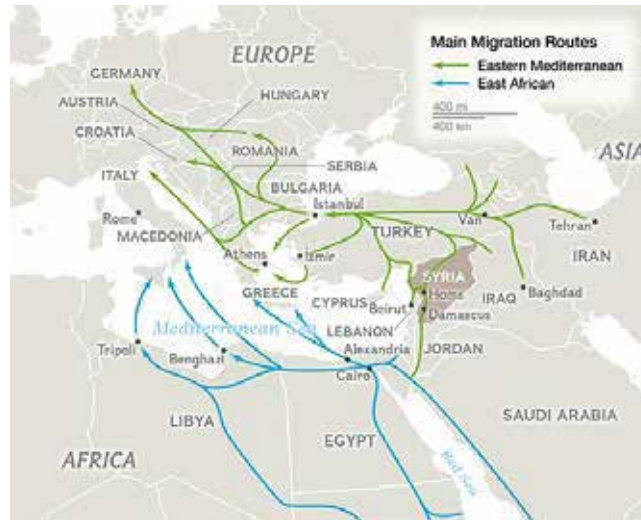 Main Migration Routes
Eastern Mediterranean
East African
400 mi
400 km
EUROPE
GERMANY
AUSTRIA
HUNGARY
CROATIA
ROMANIA
ASIA
SERBIA
ITALY
BULGARIA
Istanbul
Rome
Van
Tehran
TURKEY
MACEDONIA
Athens
Izmir
IRAN
SYRIA
GREECE
CYPRUS
Homs
IRAQ
Baghdad
Beirut
Damascus
Mediterranean Sea
LEBANON
Tripoli
Benghazi
Alexandria
JORDAN
Cairo
LIBYA
SAUDI ARABIA
EGYPT
AFRICA
Red Sea